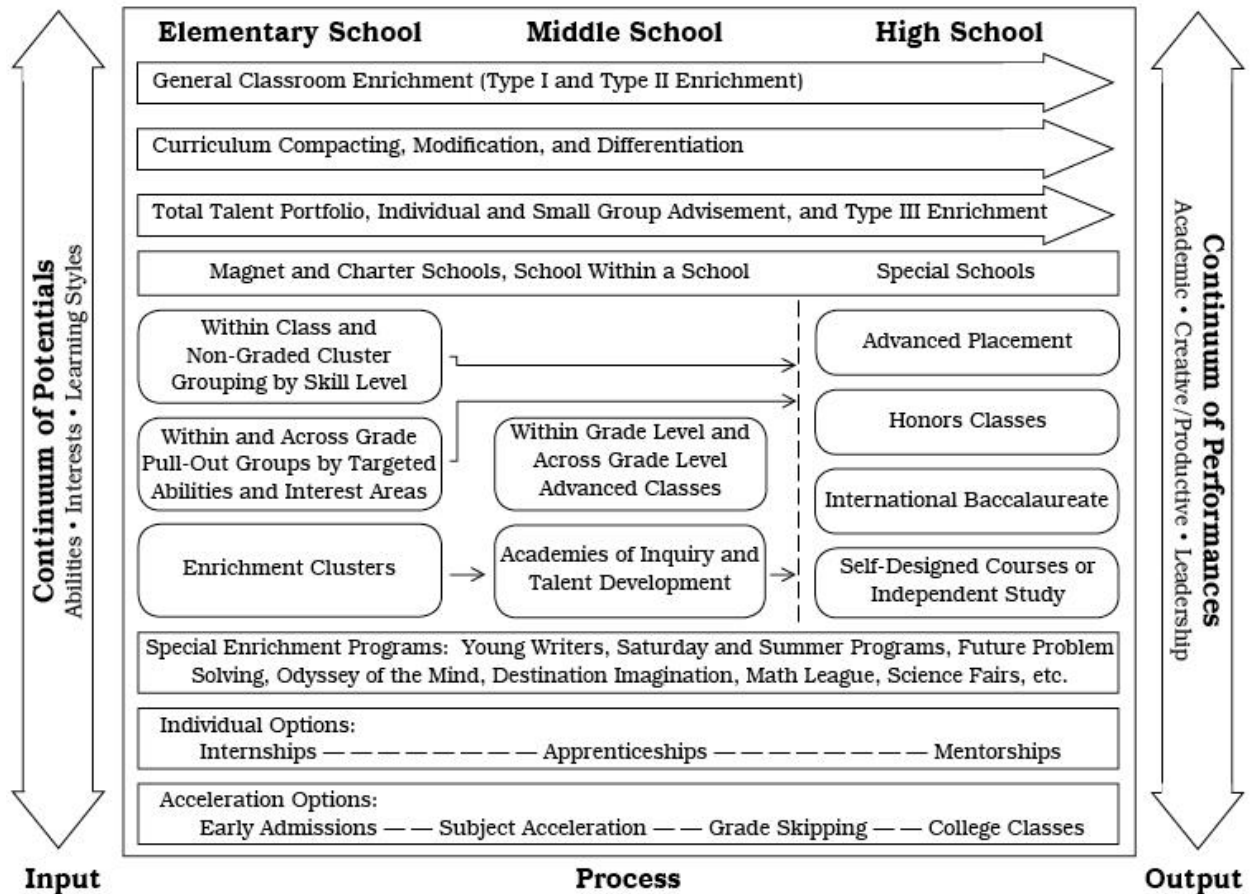 Elementary School
Middle School
High School
General Classroom Enrichment (Type I and Type II Enrichment)
Curriculum Compacting, Modification, and Differentiation
Total Talent Portfolio, Individual and Small Group Advisement, and Type III Enrichment
Magnet and Charter Schools, School Within a School
Special Schools
Within Class and
Non-Graded Cluster
Grouping by Skill Level
Within and Across Grade
Pull-Out Groups by Targeted
Abilities and Interest Areas
Enrichment Clusters
Within Grade Level and
Across Grade Level
Advanced Classes
Academies of Inquiry and
Talent Development
Advanced Placement
Honors Classes
International Baccalaureate
Self-Designed Courses or
Independent Study
Special Enrichment Programs: Young Writers, Saturday and Summer Programs, Future Problem
Solving, Odyssey of the Mind, Destination Imagination, Math League, Science Fairs, etc.
Individual Options:
Internships — — — — — — — — Apprenticeships — — — — — — — — Mentorships
Acceleration Options:
Early Admissions — — Subject Acceleration — — Grade Skipping — — College Classes
Continuum of Potentials
Abilities • Interests • Learning Styles
Continuum of Performances
Academic • Creative/Productive • Leadership
Input
Process
Output